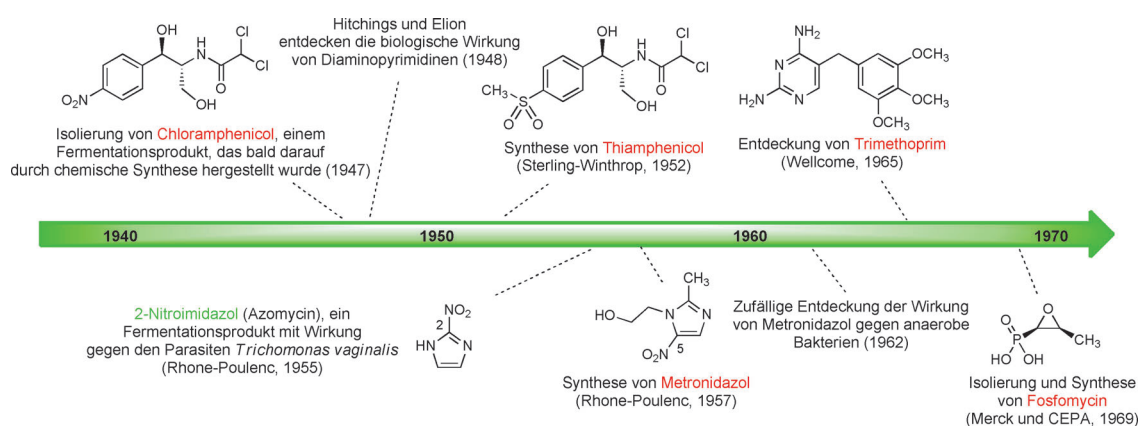 OH
H
N
Cl
Cl
O
O₂N
OH
Isolierung von Chloramphenicol, einem
Fermentationsprodukt, das bald darauf
durch chemische Synthese hergestellt wurde (1947)
Hitchings und Elion
entdecken die biologische Wirkung
von Diaminopyrimidinen (1948)
OH
H
N
Cl
Cl
O
H₃C
S
O
O
OH
Synthese von Thiamphenicol
(Sterling-Winthrop, 1952)
NH₂
N
H₂N
N
OCH₃
OCH₃
OCH₃
Entdeckung von Trimethoprim
(Wellcome, 1965)
1940
1950
1960
1970
2-Nitroimidazol (Azomycin), ein
Fermentationsprodukt mit Wirkung
gegen den Parasiten Trichomonas vaginalis
(Rhone-Poulenc, 1955)
NO₂
2
HN
N
CH₃
HO
N
N
O₂N
5
Synthese von Metronidazol
(Rhone-Poulenc, 1957)
Zufällige Entdeckung der Wirkung
von Metronidazol gegen anaerobe
Bakterien (1962)
O
O
P
HO
OH
CH₃
Isolierung und Synthese
von Fosfomycin
(Merck und CEPA, 1969)